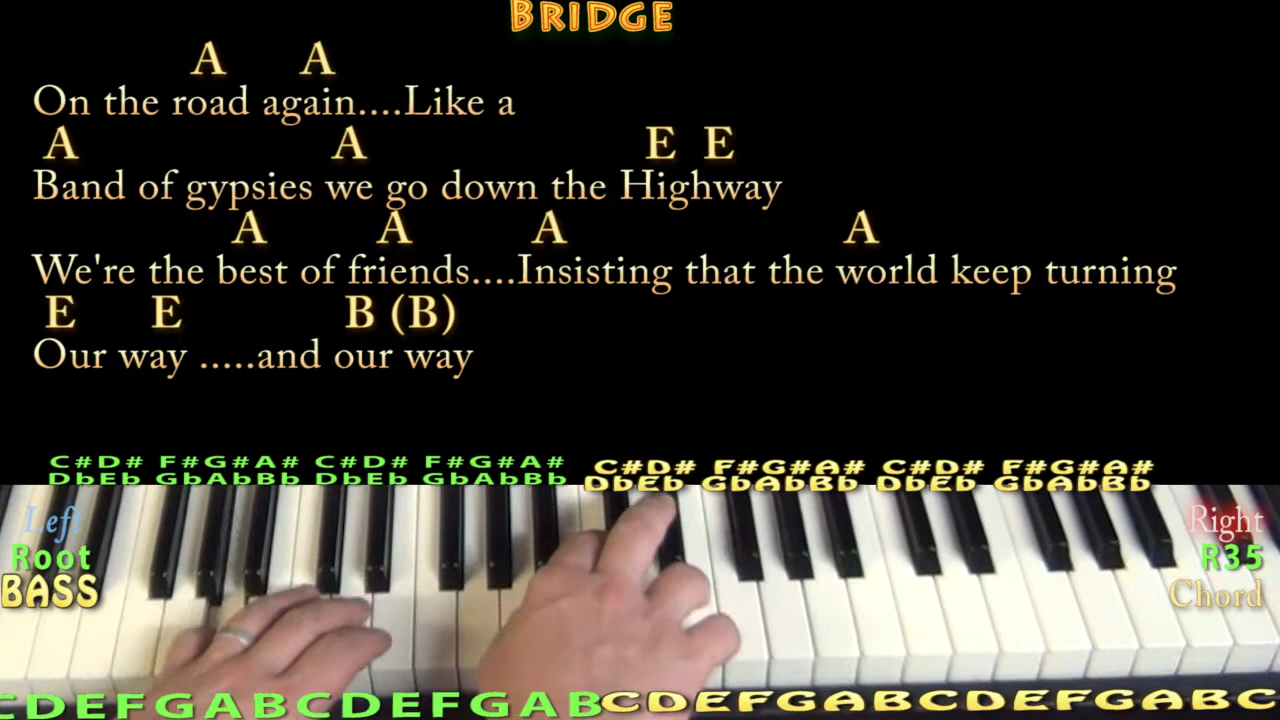 BRIDGE
A A
On the road again....Like a
A A E E
Band of gypsies we go down the Highway
A A A A
We're the best of friends....Insisting that the world keep turning
E E B (B)
Our way .....and our way
C#D# F#G#A# C#D# F#G#A# C#D# F#G#A# C#D# F#G#A#
DbEb GbAbBb DbEb GbAbBb DbEb GbAbBb DbEb GbAbBb
Left
Root
BASS
Right
R35
Chord
CDEFGABCDEFGABCDEFGABCDEFGABC